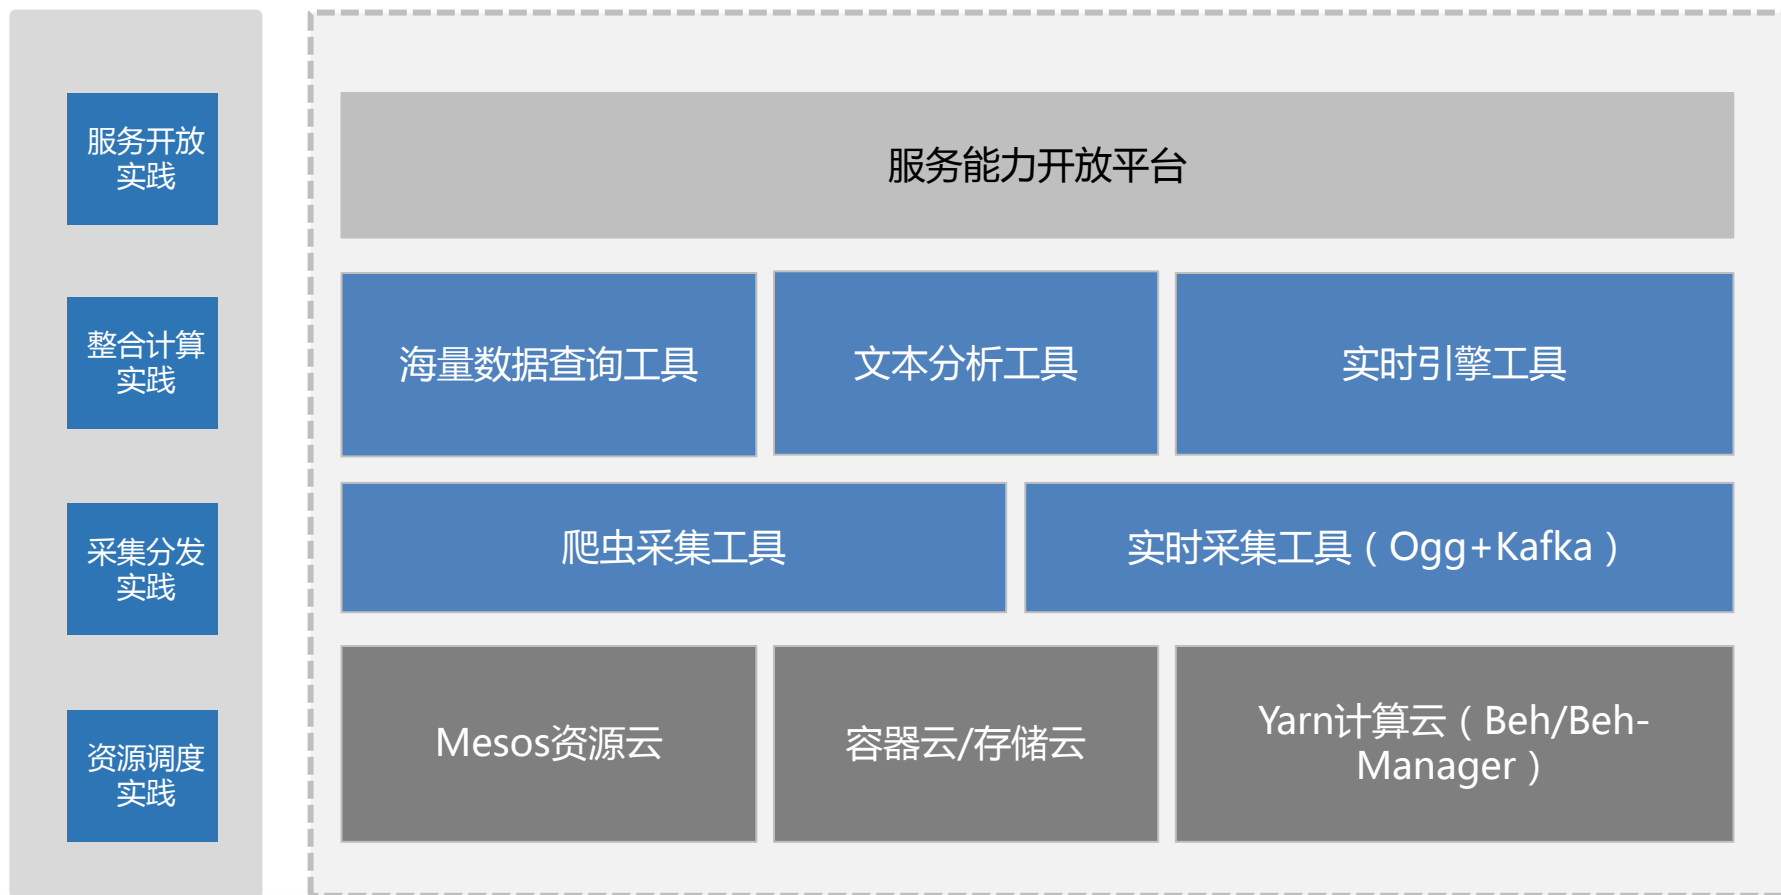 服务开放
实践
服务能力开放平台
整合计算
实践
海量数据查询工具
文本分析工具
实时引擎工具
采集分发
实践
爬虫采集工具
实时采集工具（Ogg+Kafka）
资源调度
实践
Mesos资源云
容器云/存储云
Yarn计算云（Beh/Beh-
Manager）